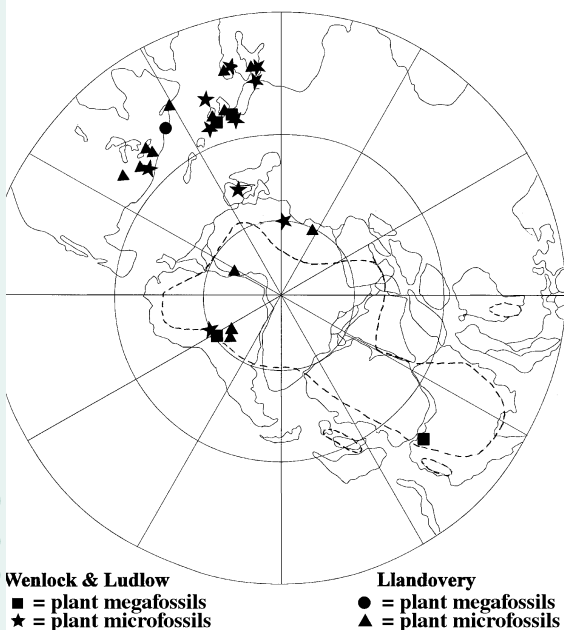 Wenlock & Ludlow
■ = plant megafossils
★ = plant microfossils
Llandovery
● = plant megafossils
▲ = plant microfossils